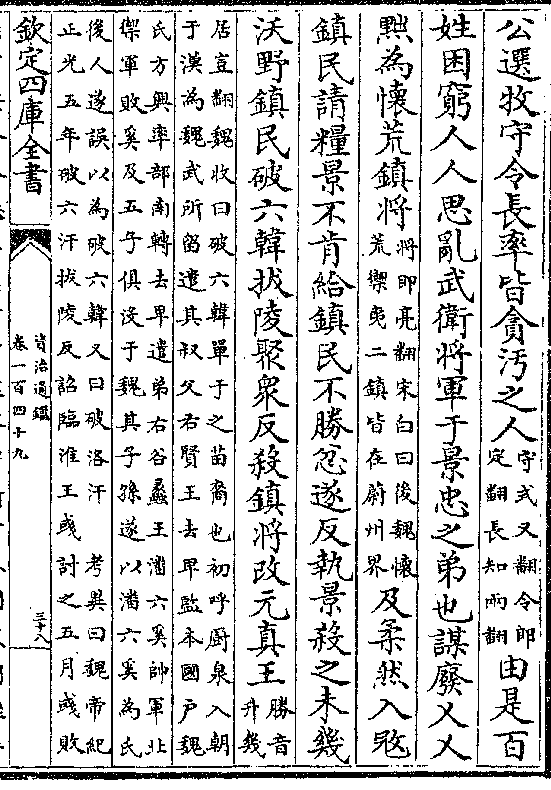 公選牧守令長率皆貪汚之人守式又翻令郎定翻長知兩翻由是百
姓困窮人人思亂武衛將軍于景忠之弟也謀廢乂乂
黜為懷荒鎮將將即亮翻宋白曰後魏懷荒禦夷二鎮皆在蔚州界及柔然入冦
鎮民請糧景不肯給鎮民不勝忿遂反執景殺之未幾
沃野鎮民破六韓拔陵聚衆反殺鎮將改元真王勝音升幾
居豈翻魏收曰破六韓單于之苗裔也初呼厨泉入朝
于漢為魏武所留遣其叔父右賢王去卑監本國戶魏
氏方興率部南轉去卑遣弟右谷蠡王潘六奚帥軍北
禦軍敗奚及五子俱没于魏其子孫遂以潘六奚為氏
後人遂誤以為破六韓又曰破洛汗 考異曰魏帝紀
正光五年破六汗拔陵反詔臨淮王彧討之五月彧敗
欽定四庫全書
資治通鑑
卷一百四十九
三十八